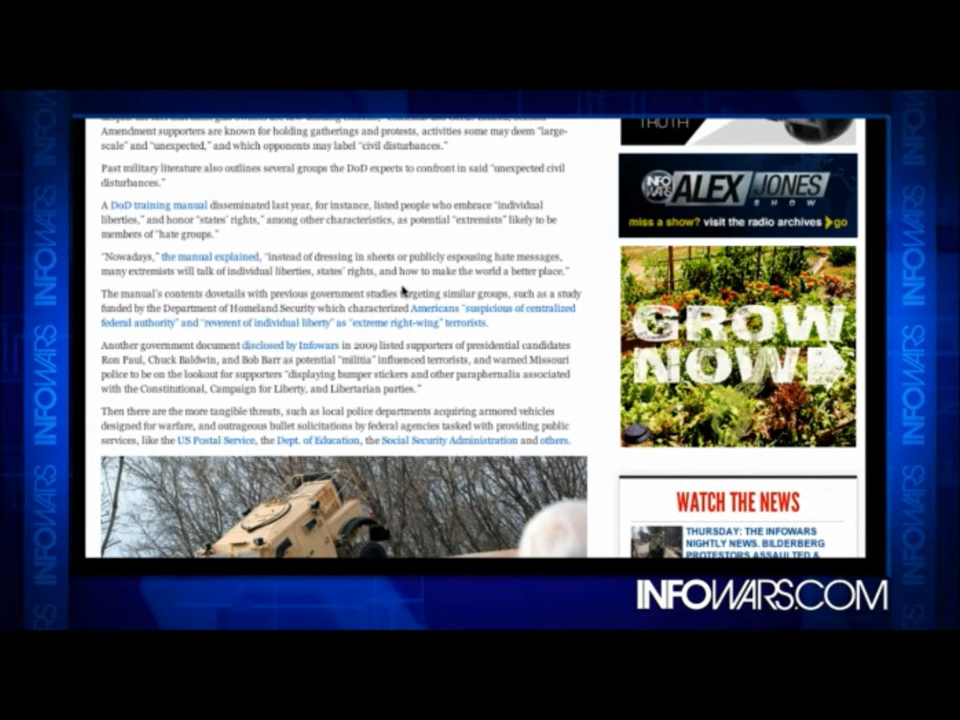 Amendment supporters are known for holding gatherings and protests, activities some may deem "large-
scale" and "unexpected," and which opponents may label "civil disturbances."
Past military literature also outlines several groups the DoD expects to confront in said "unexpected civil
disturbances."
A DoD training manual disseminated last year, for instance, listed people who embrace "individual
liberties," and honor "states' rights," among other characteristics, as potential "extremists" likely to be
members of "hate groups."
"Nowadays," the manual explained, "instead of dressing in sheets or publicly espousing hate messages,
many extremists will talk of individual liberties, states' rights, and how to make the world a better place."
The manual's contents dovetails with previous government studies targeting similar groups, such as a study
funded by the Department of Homeland Security which characterized Americans "suspicious of centralized
federal authority" and "reverent of individual liberty" as "extreme right-wing" terrorists.
Another government document disclosed by Infowars in 2009 listed supporters of presidential candidates
Ron Paul, Chuck Baldwin, and Bob Barr as potential "militia" influenced terrorists, and warned Missouri
police to be on the lookout for supporters "displaying bumper stickers and other paraphernalia associated
with the Constitutional, Campaign for Liberty, and Libertarian parties."
Then there are the more tangible threats, such as local police departments acquiring armored vehicles
designed for warfare, and outrageous bullet solicitations by federal agencies tasked with providing public
services, like the US Postal Service, the Dept. of Education, the Social Security Administration and others.
TRUTH
INFO WARS ALEX JONES
SHOW
miss a show? visit the radio archives go
GROW
NOW
WATCH THE NEWS
THURSDAY: THE INFOWARS
NIGHTLY NEWS. BILDERBERG
PROTESTORS ASSAULTED &
INFOWARS.COM
INFOWARS
INFOWARS
INFOWARS
INFOWARS